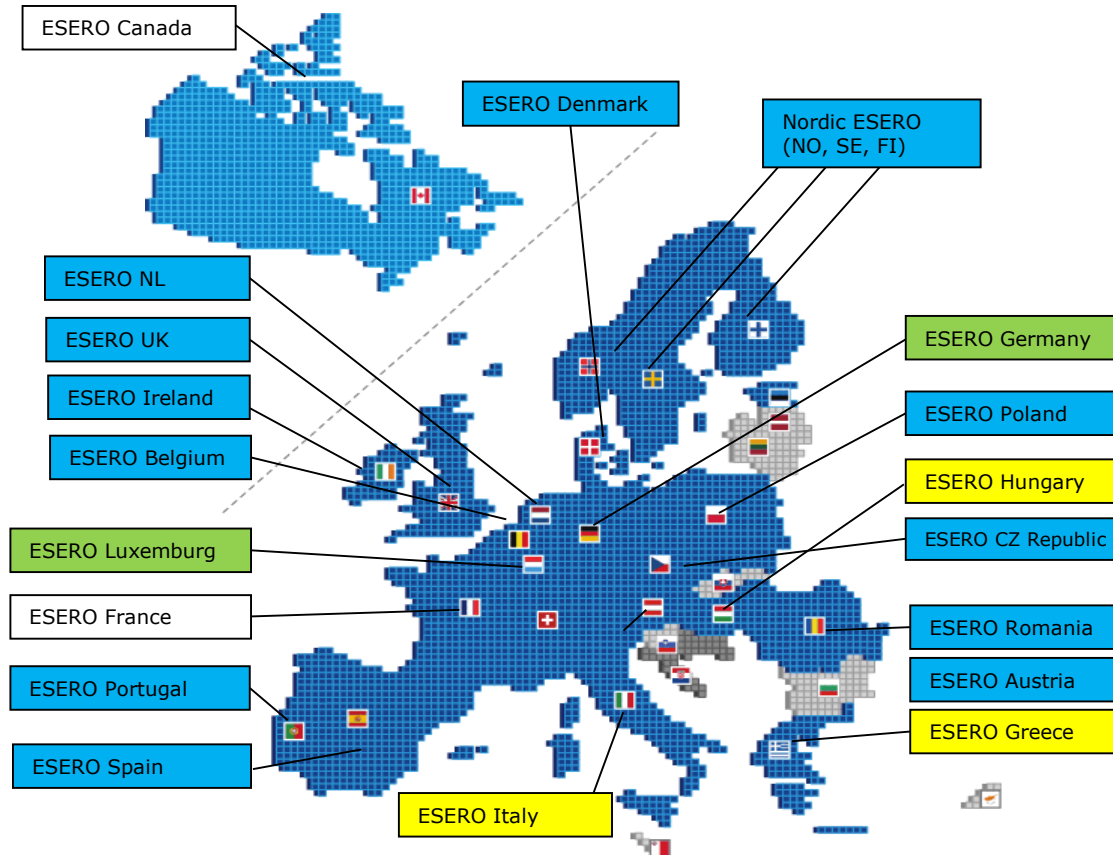 ESERO Canada
ESERO Denmark
Nordic ESERO
(NO, SE, FI)
ESERO NL
ESERO UK
ESERO Ireland
ESERO Belgium
ESERO Luxemburg
ESERO France
ESERO Portugal
ESERO Spain
ESERO Italy
ESERO Germany
ESERO Poland
ESERO Hungary
ESERO CZ Republic
ESERO Romania
ESERO Austria
ESERO Greece